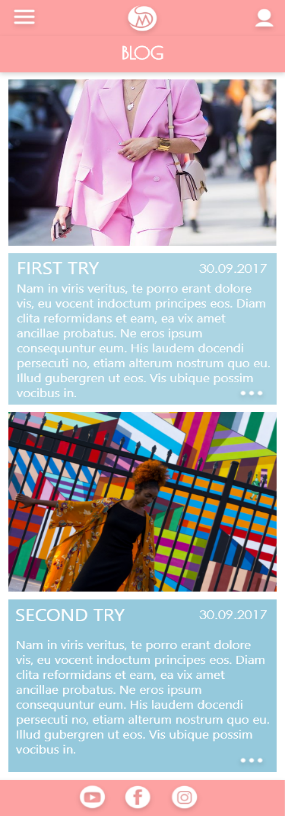 BLOG
FIRST TRY 30.09.2017
Nam in viris veritus, te porro erant dolore
vis, eu vocent indoctum principes eos. Diam
clita reformidans et eam, ea vix amet
ancillae probatus. Ne eros ipsum
consequuntur eum. His laudem docendi
persecuti no, etiam alterum nostrum quo eu.
Illud gubergren ut eos. Vis ubique possim
vocibus in.
SECOND TRY 30.09.2017
Nam in viris veritus, te porro erant dolore
vis, eu vocent indoctum principes eos. Diam
clita reformidans et eam, ea vix amet
ancillae probatus. Ne eros ipsum
consequuntur eum. His laudem docendi
persecuti no, etiam alterum nostrum quo eu.
Illud gubergren ut eos. Vis ubique possim
vocibus in.